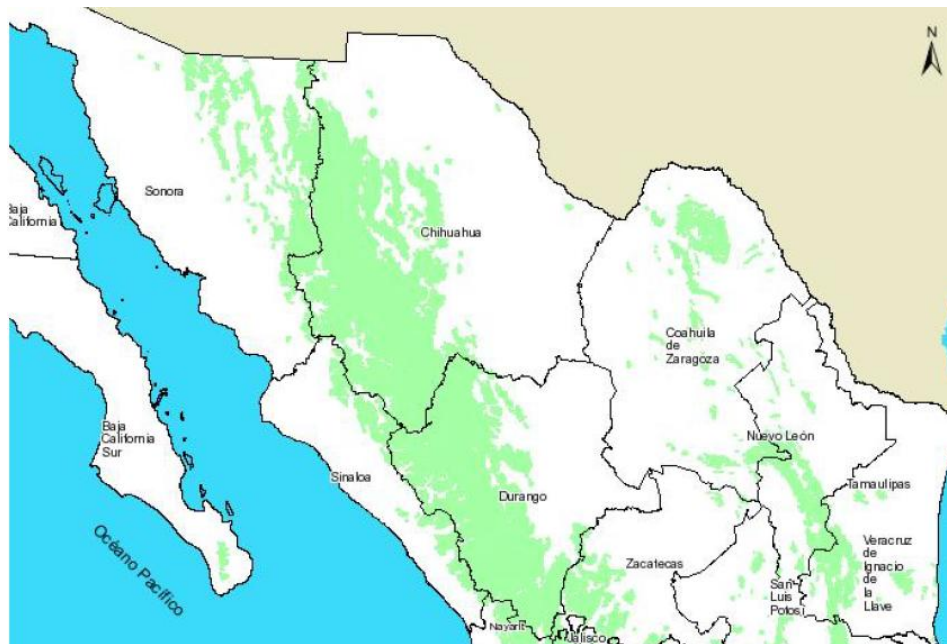 N
Sonora
Baja
California
Chihuahua
Coahuila
de
Zaragoza
Baja
California
Sur
Nuevo León
Sinaloa
Durango
Tamaulipas
Océano Pacífico
Zacatecas
San
Luis
Potosí
Veracruz
de
Ignacio
de
la
Llave
Nayarit
Jalisco